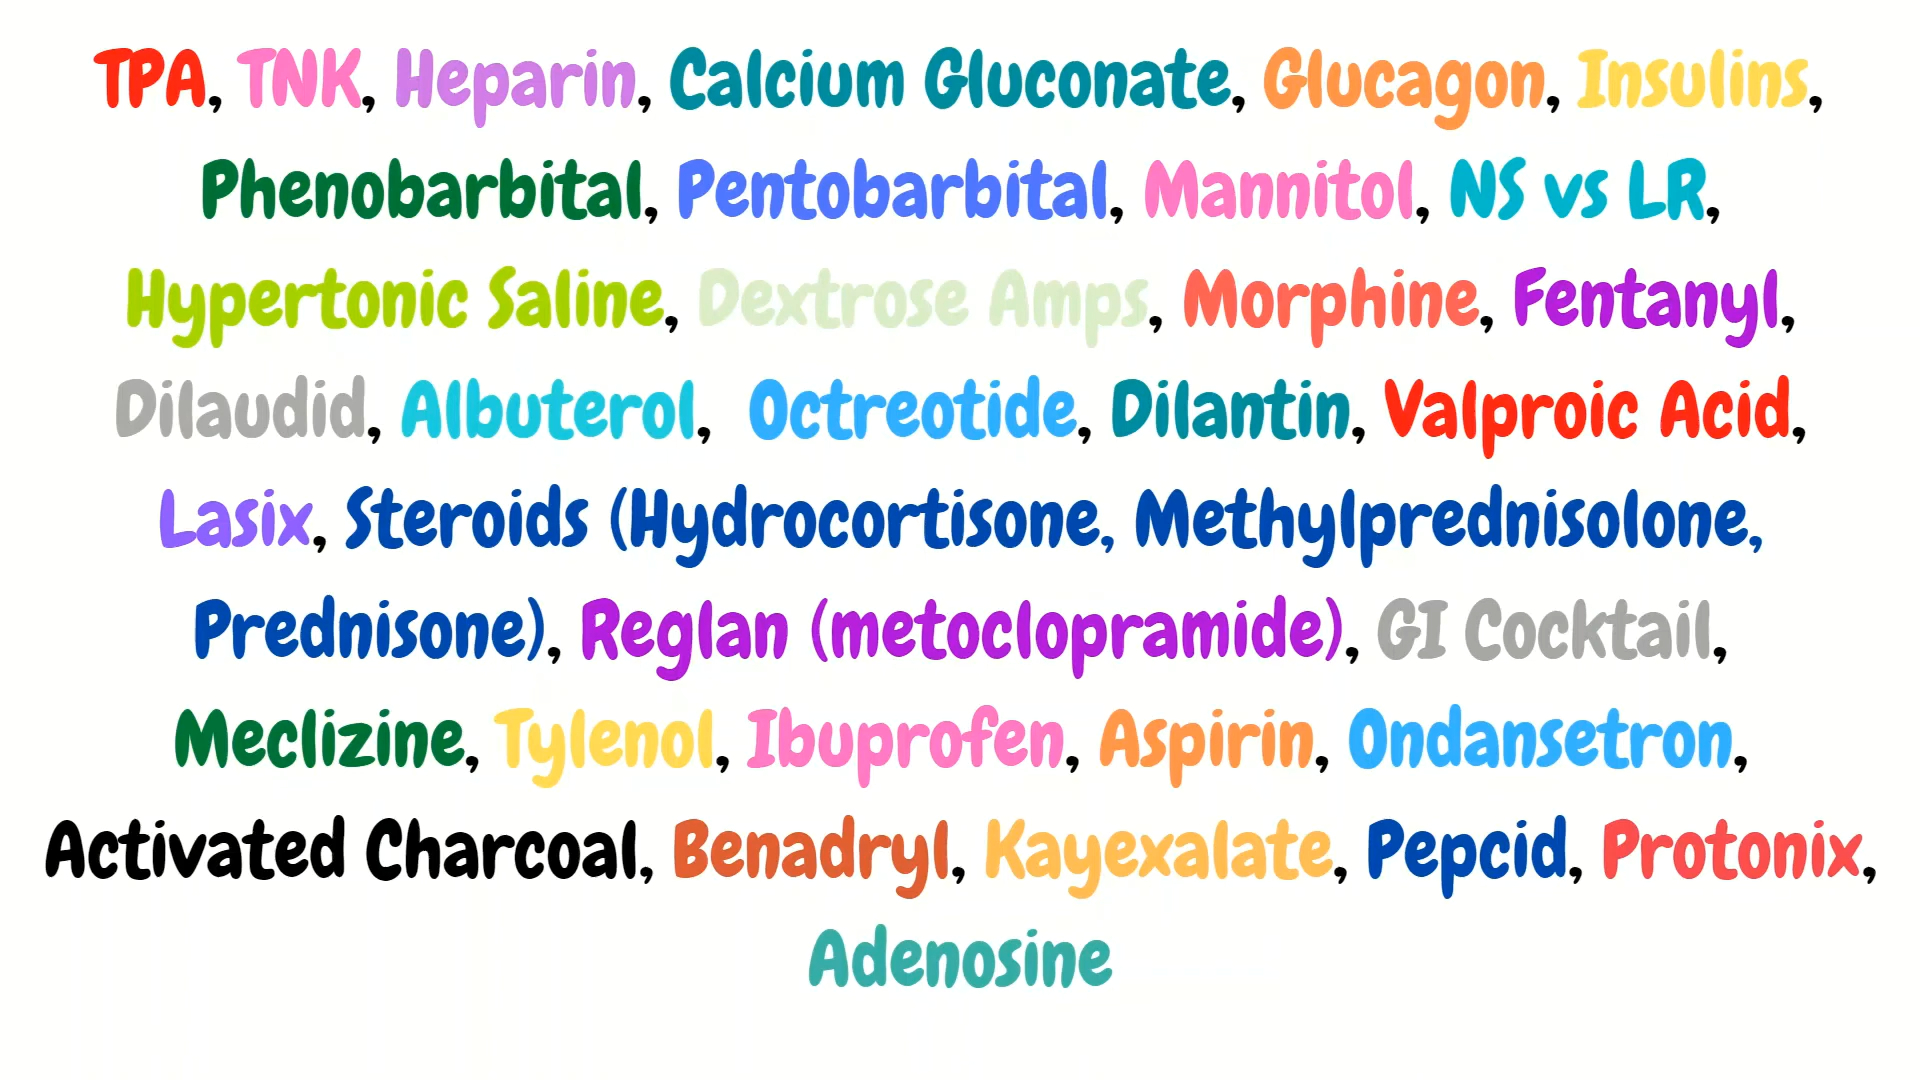 TPA, TNK, Heparin, Calcium Gluconate, Glucagon, Insulins,
Phenobarbital, Pentobarbital, Mannitol, NS vs LR,
Hypertonic Saline, Dextrose Amps, Morphine, Fentanyl,
Dilaudid, Albuterol, Octreotide, Dilantin, Valproic Acid,
Lasix, Steroids (Hydrocortisone, Methylprednisolone,
Prednisone), Reglan (metoclopramide), GI Cocktail,
Meclizine, Tylenol, Ibuprofen, Aspirin, Ondansetron,
Activated Charcoal, Benadryl, Kayexalate, Pepcid, Protonix,
Adenosine